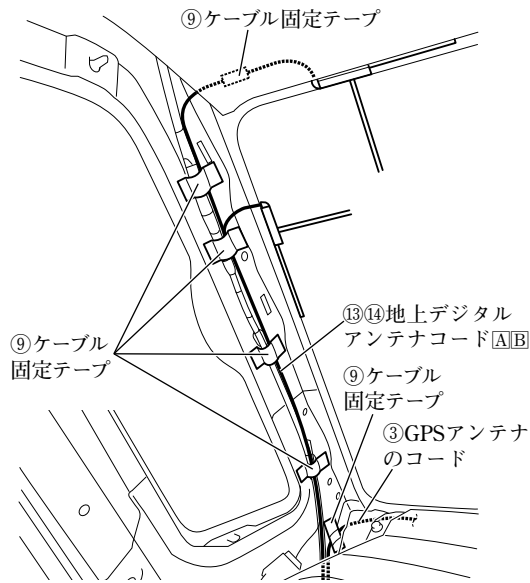 ⑨ケーブル固定テープ
⑨ケーブル
固定テープ
⑬⑭地上デジタル
アンテナコードⒶⒷ
⑨ケーブル
固定テープ
③GPSアンテナ
のコード